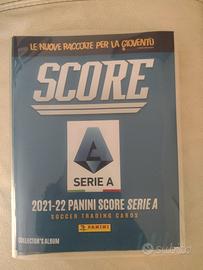 LE NUOVE RACCOLTE PER LA GIOVENTÙ
SCORE
SERIE A
2021-22 PANINI SCORE SERIE A
SOCCER TRADING CARDS
PANINI
COLLECTOR'S ALBUM
subito